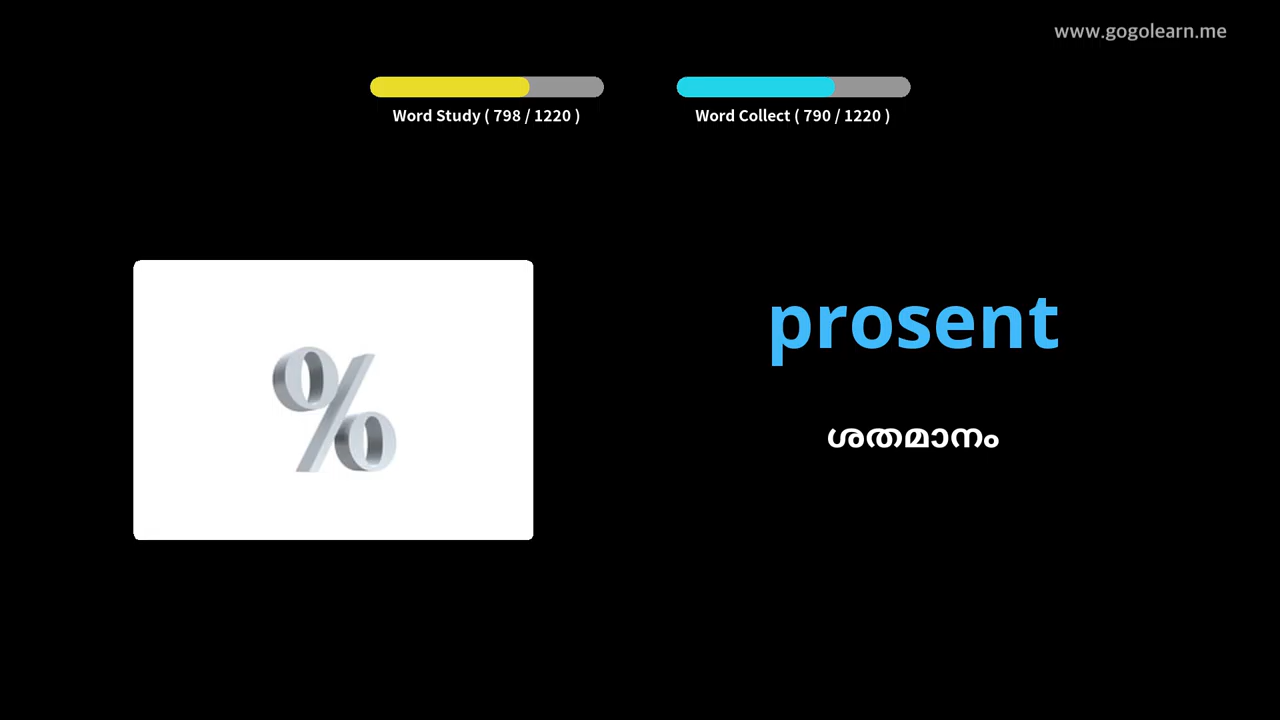 www.gogolearn.me
Word Study ( 798 / 1220 )
Word Collect ( 790 / 1220 )
%
prosent
ശതമാനം